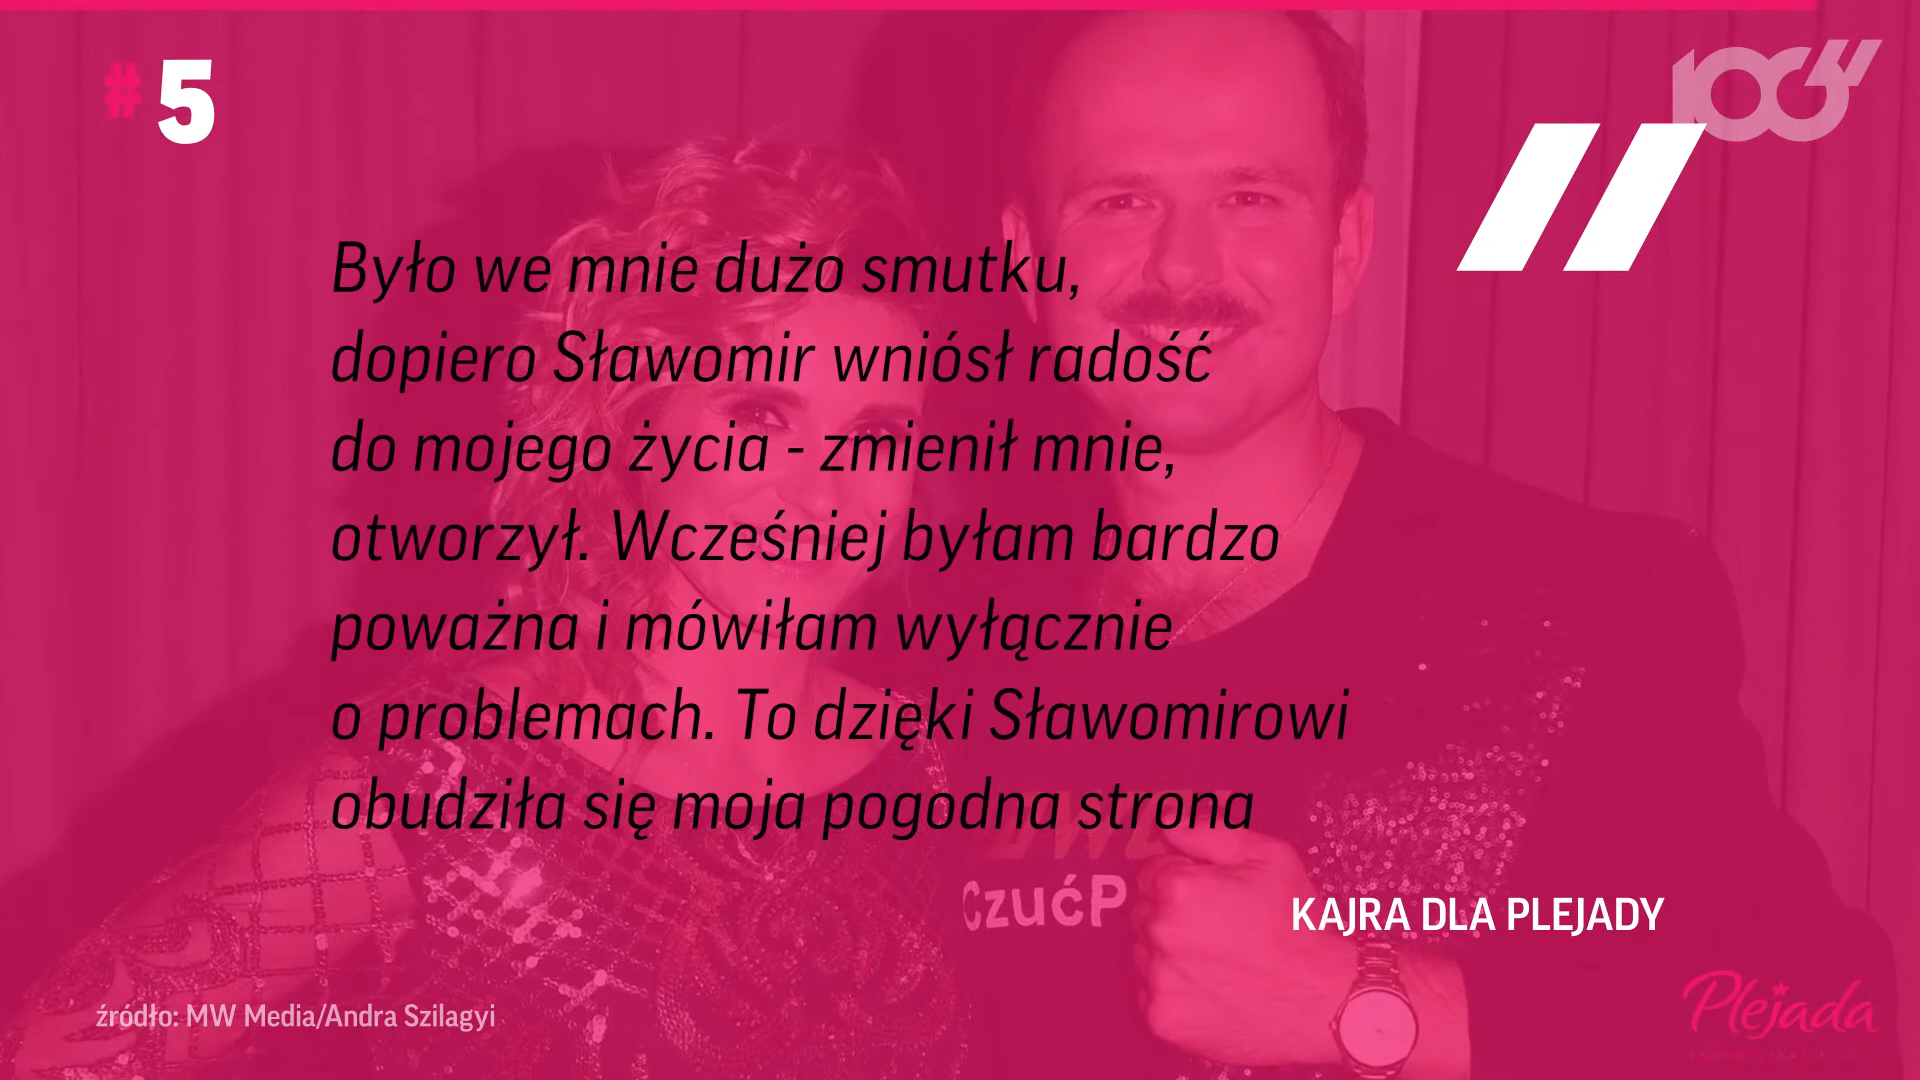 #5
100"
Było we mnie dużo smutku,
dopiero Sławomir wniósł radość
do mojego życia - zmienił mnie,
otworzył. Wcześniej byłam bardzo
poważna i mówiłam wyłącznie
o problemach. To dzięki Sławomirowi
obudziła się moja pogodna strona
CzućP
KAJRA DLA PLEJADY
źródło: MW Media/Andra Szilagyi
Plejada